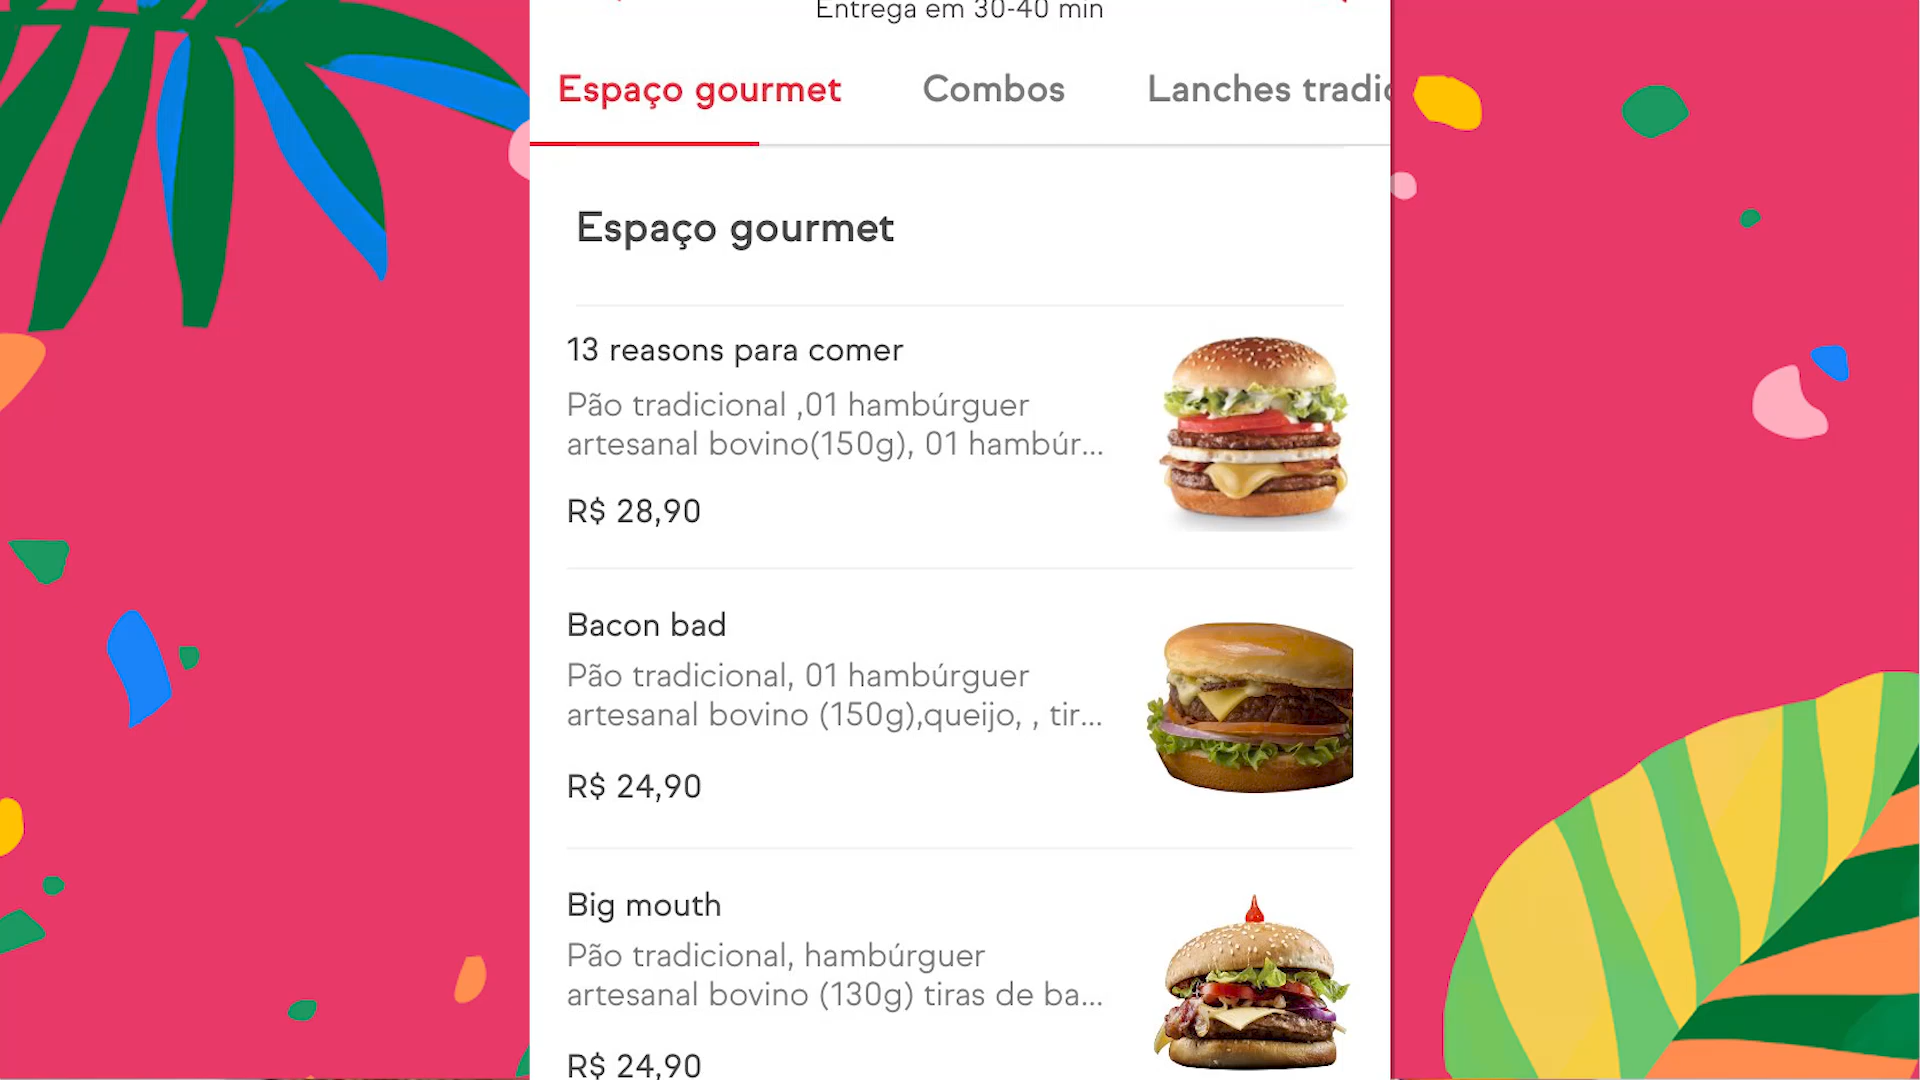 Entrega em 30-40 min
Espaço gourmet Combos Lanches tradic
Espaço gourmet
13 reasons para comer
Pão tradicional ,01 hambúrguer
artesanal bovino(150g), 01 hambúr...
R$ 28,90
Bacon bad
Pão tradicional, 01 hambúrguer
artesanal bovino (150g),queijo, , tir...
R$ 24,90
Big mouth
Pão tradicional, hambúrguer
artesanal bovino (130g) tiras de ba...
R$ 24,90